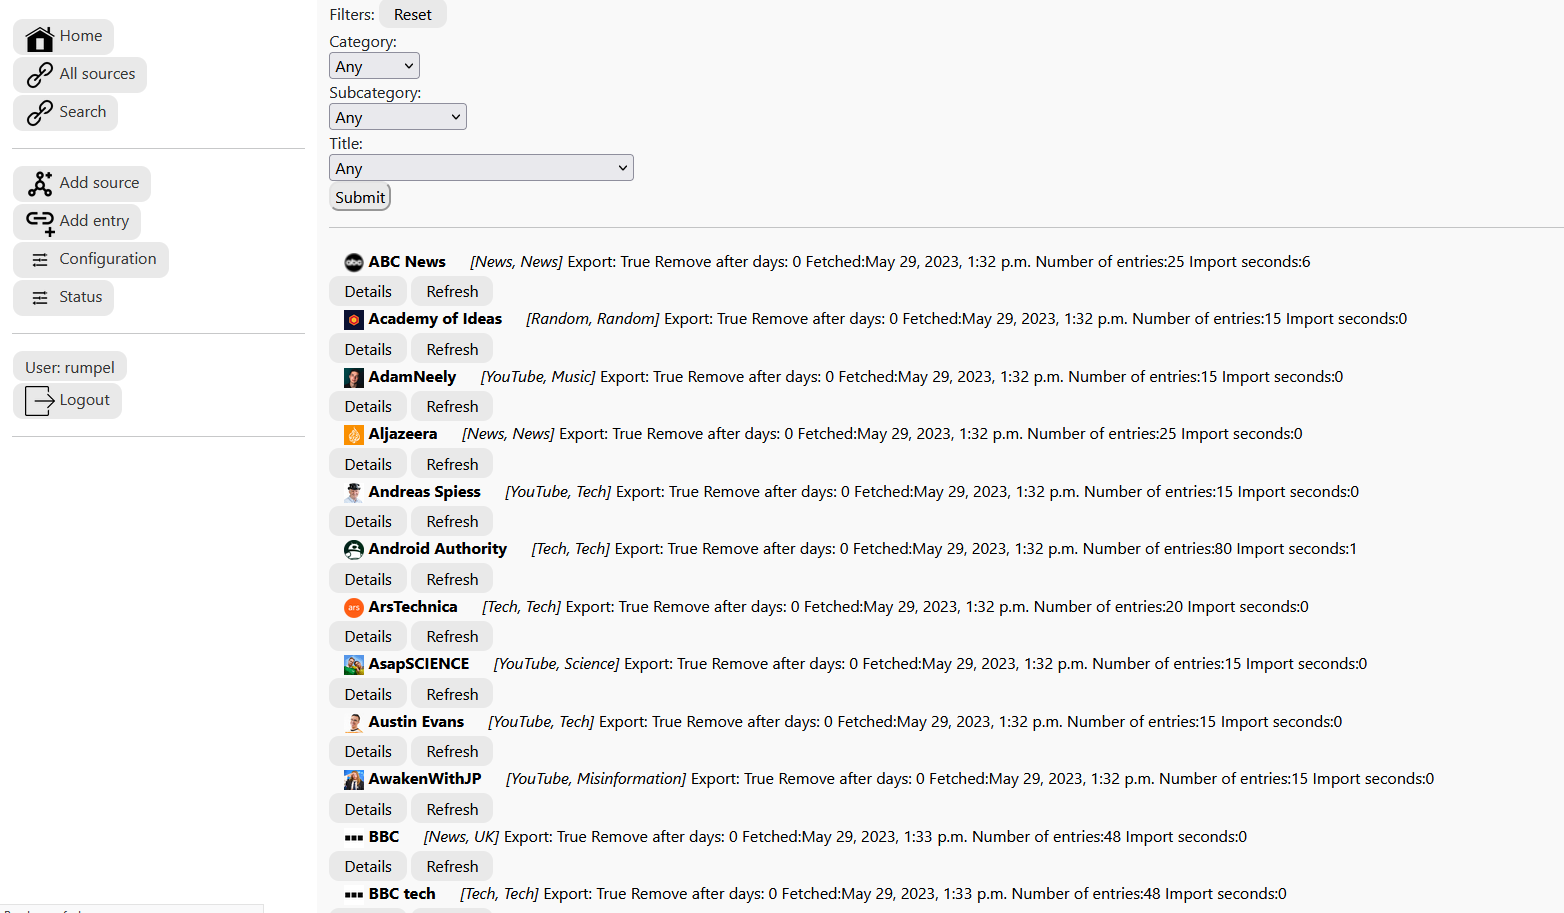 Home
All sources
Search
Add source
Add entry
Configuration
Status
User: rumpel
Logout
Filters: Reset
Category:
Any
Subcategory:
Any
Title:
Any
Submit
abc ABC News [News, News] Export: True Remove after days: 0 Fetched:May 29, 2023, 1:32 p.m. Number of entries:25 Import seconds:6
Details Refresh
Academy of Ideas [Random, Random] Export: True Remove after days: 0 Fetched:May 29, 2023, 1:32 p.m. Number of entries:15 Import seconds:0
Details Refresh
AdamNeely [YouTube, Music] Export: True Remove after days: 0 Fetched:May 29, 2023, 1:32 p.m. Number of entries:15 Import seconds:0
Details Refresh
Aljazeera [News, News] Export: True Remove after days: 0 Fetched:May 29, 2023, 1:32 p.m. Number of entries:25 Import seconds:0
Details Refresh
Andreas Spiess [YouTube, Tech] Export: True Remove after days: 0 Fetched:May 29, 2023, 1:32 p.m. Number of entries:15 Import seconds:0
Details Refresh
Android Authority [Tech, Tech] Export: True Remove after days: 0 Fetched:May 29, 2023, 1:32 p.m. Number of entries:80 Import seconds:1
Details Refresh
ars ArsTechnica [Tech, Tech] Export: True Remove after days: 0 Fetched:May 29, 2023, 1:32 p.m. Number of entries:20 Import seconds:0
Details Refresh
AsapSCIENCE [YouTube, Science] Export: True Remove after days: 0 Fetched:May 29, 2023, 1:32 p.m. Number of entries:15 Import seconds:0
Details Refresh
Austin Evans [YouTube, Tech] Export: True Remove after days: 0 Fetched:May 29, 2023, 1:32 p.m. Number of entries:15 Import seconds:0
Details Refresh
AwakenWithJP [YouTube, Misinformation] Export: True Remove after days: 0 Fetched:May 29, 2023, 1:32 p.m. Number of entries:15 Import seconds:0
Details Refresh
BBC [News, UK] Export: True Remove after days: 0 Fetched:May 29, 2023, 1:33 p.m. Number of entries:48 Import seconds:0
Details Refresh
BBC tech [Tech, Tech] Export: True Remove after days: 0 Fetched:May 29, 2023, 1:33 p.m. Number of entries:48 Import seconds:0